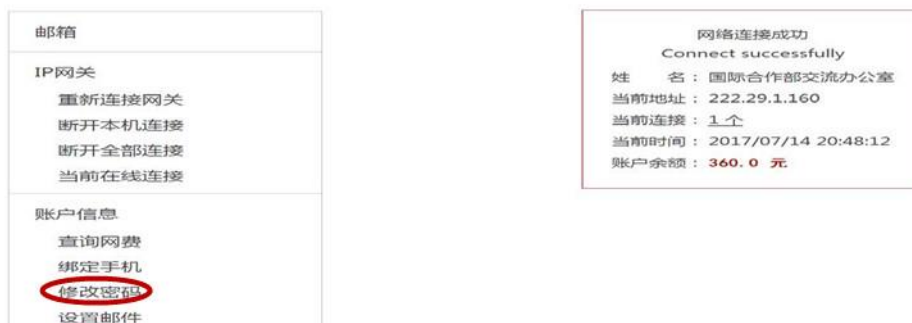 邮箱
IP网关
重新连接网关
断开本机连接
断开全部连接
当前在线连接
账户信息
查询网费
绑定手机
修改密码
设置邮件
网络连接成功
Connect successfully
姓 名： 国际合作部交流办公室
当前地址： 222.29.1.160
当前连接： 1 个
当前时间： 2017/07/14 20:48:12
账户余额： 360.0 元